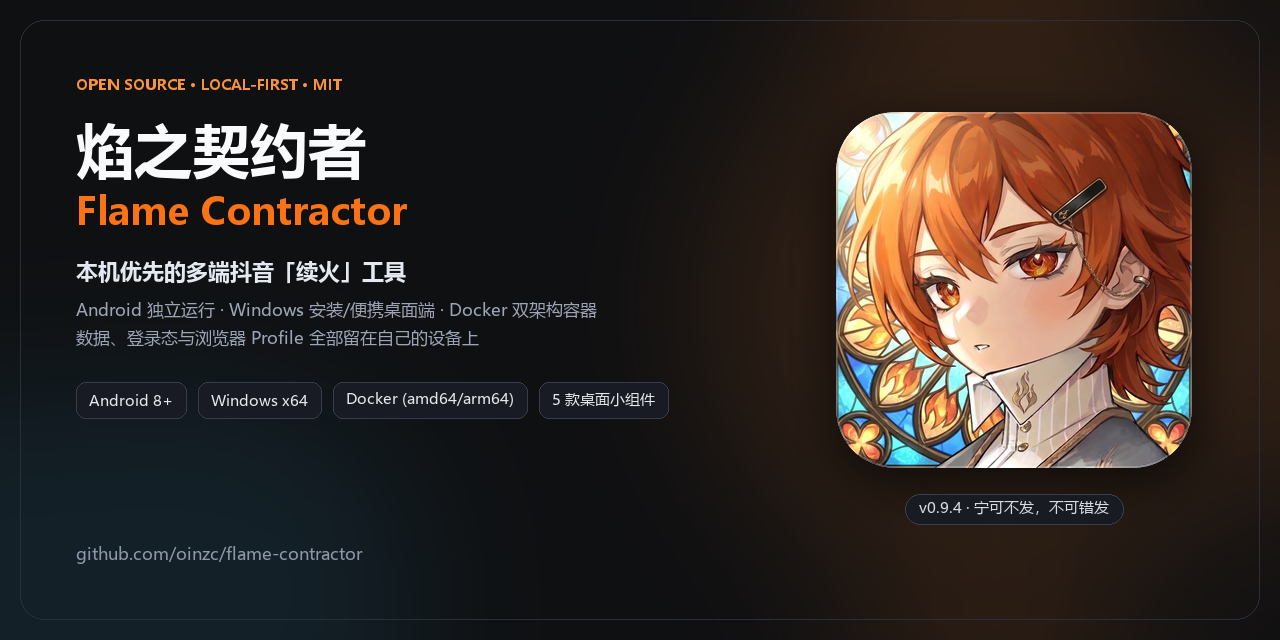 OPEN SOURCE • LOCAL-FIRST • MIT
焰之契约者
Flame Contractor
本机优先的多端抖音「续火」工具
Android 独立运行 · Windows 安装/便携桌面端 · Docker 双架构容器
数据、登录态与浏览器 Profile 全部留在自己的设备上
Android 8+
Windows x64
Docker (amd64/arm64)
5 款桌面小组件
v0.9.4 · 宁可不发，不可错发
github.com/oinzc/flame-contractor